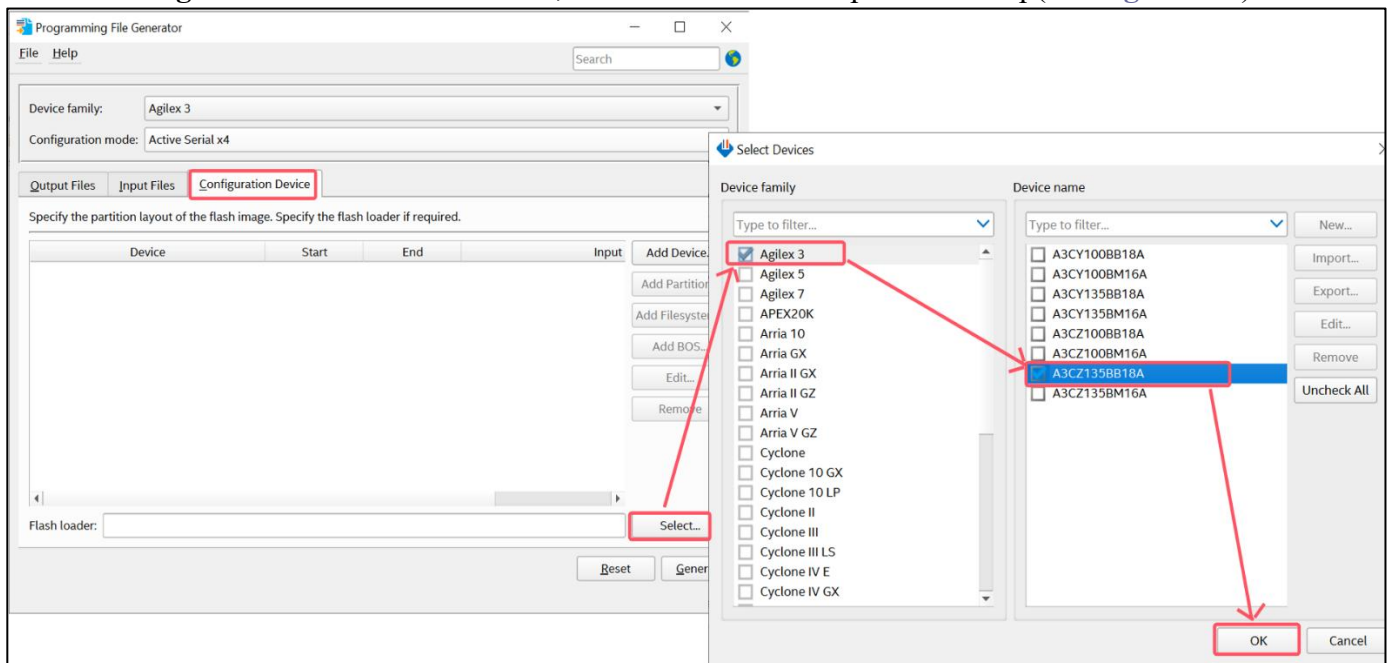 Programming File Generator
File Help
Search
Device family: Agilex 3
Configuration mode: Active Serial x4
Output Files Input Files Configuration Device
Specify the partition layout of the flash image. Specify the flash loader if required.
Device Start End Input
Add Device.
Add Partition
Add Filesyste
Add BOS...
Edit...
Remove
Flash loader: Select...
Reset Gener
Select Devices
Device family Device name
Type to filter... Type to filter... New...
Agilex 3 A3CY100BB18A Import...
Agilex 5 A3CY100BM16A
Agilex 7 A3CY135BB18A Export...
APEX20K A3CY135BM16A
Arria 10 A3CZ100BB18A Edit...
Arria GX A3CZ100BM16A Remove
Arria II GX A3CZ135BB18A
Arria II GZ A3CZ135BM16A Uncheck All
Arria V
Arria V GZ
Cyclone
Cyclone 10 GX
Cyclone 10 LP
Cyclone II
Cyclone III
Cyclone III LS
Cyclone IV E
Cyclone IV GX
OK Cancel